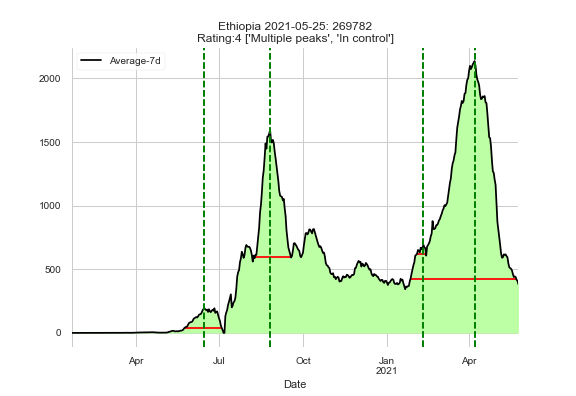 Ethiopia 2021-05-25: 269782
Rating:4 ['Multiple peaks', 'In control']
Average-7d
2000
1500
1000
500
0
Apr
Jul
Oct
Jan
2021
Apr
Date